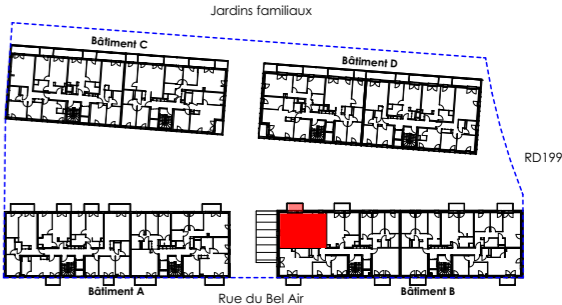 Jardins familiaux
Bâtiment C
Bâtiment D
RD199
Bâtiment A
Bâtiment B
Rue du Bel Air